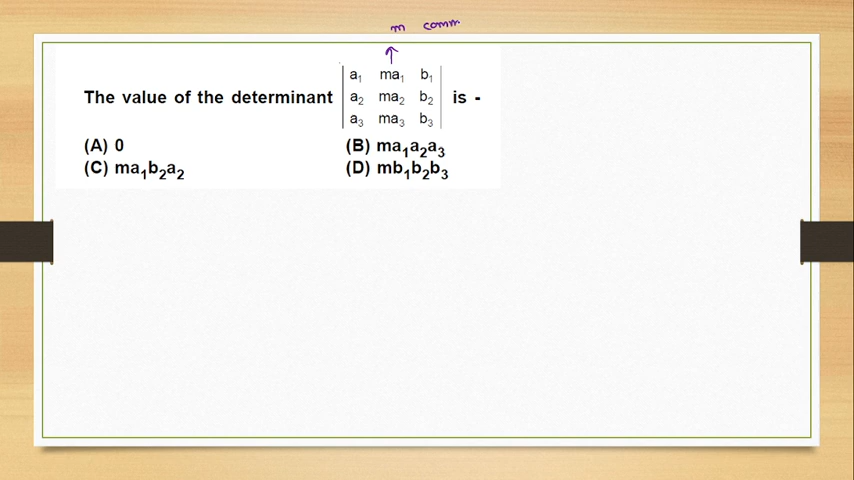 m comm
The value of the determinant | a₁ ma₁ b₁ | is -
| a₂ ma₂ b₂ |
| a₃ ma₃ b₃ |
(A) 0 (B) ma₁a₂a₃
(C) ma₁b₂a₂ (D) mb₁b₂b₃